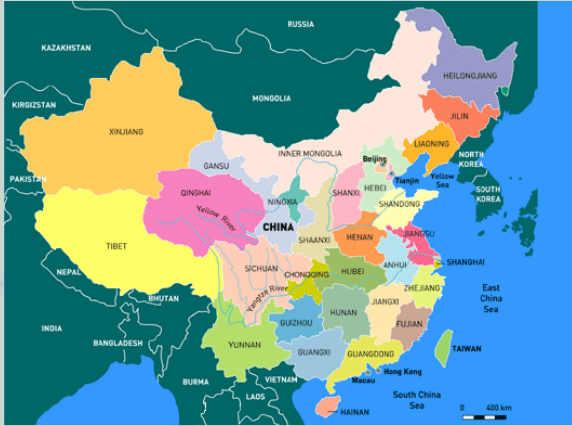 RUSSIA
KAZAKHSTAN
HEILONGJIANG
MONGOLIA
KIRGIZSTAN
JILIN
XINJIANG
LIAONING
INNER MONGOLIA
Beijing
NORTH
KOREA
GANSU
PAKISTAN
Tianjin
Yellow
Sea
HEBEI
QINGHAI
SHANXI
SOUTH
KOREA
NINGXIA
SHANDONG
Yellow River
CHINA
JIANGSU
HENAN
SHAANXI
TIBET
SHANGHAI
ANHUI
SICHUAN
CHONGQING
HUBEI
NEPAL
Yangtze River
ZHEJIANG
East
China
Sea
BHUTAN
JIANGXI
HUNAN
GUIZHOU
FUJIAN
INDIA
BANGLADESH
YUNNAN
GUANGXI
GUANGDONG
TAIWAN
Hong Kong
Macau
BURMA
VIETNAM
LAOS
South China
Sea
HAINAN
0 400 km